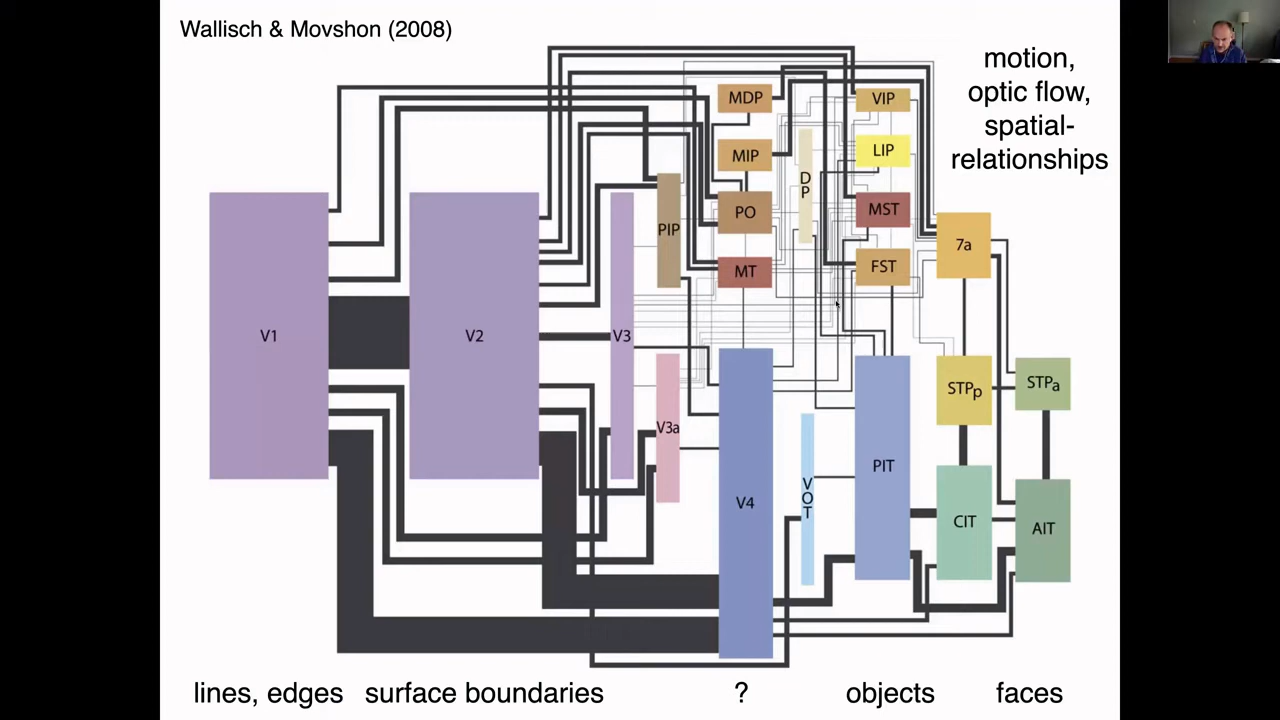 Wallisch & Movshon (2008)
motion,
optic flow,
spatial-
relationships
MDP
VIP
MIP
LIP
DP
PIP
PO
MST
7a
MT
FST
V1
V2
V3
V3a
V4
VOT
PIT
STPp
STPa
CIT
AIT
lines, edges
surface boundaries
?
objects
faces